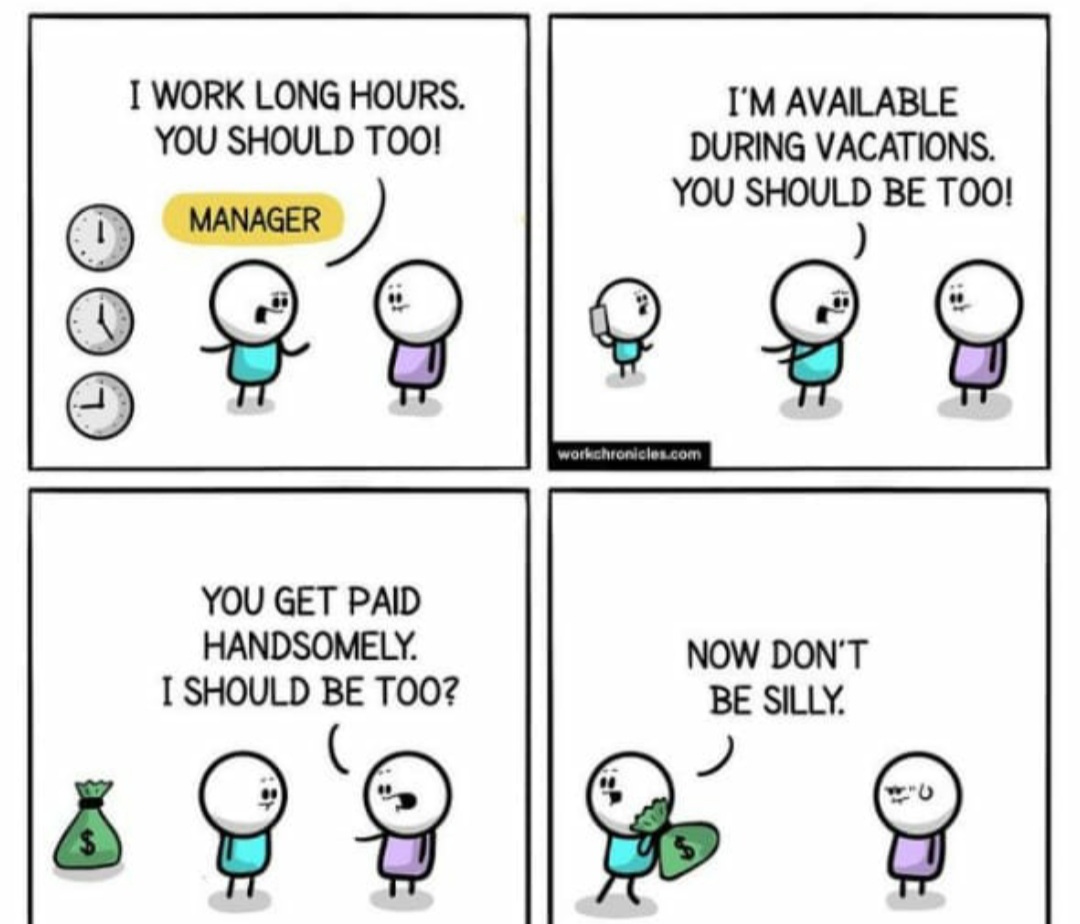 I WORK LONG HOURS.
YOU SHOULD TOO!
MANAGER
I'M AVAILABLE
DURING VACATIONS.
YOU SHOULD BE TOO!
workchronicles.com
YOU GET PAID
HANDSOMELY.
I SHOULD BE TOO?
$
NOW DON'T
BE SILLY.
$